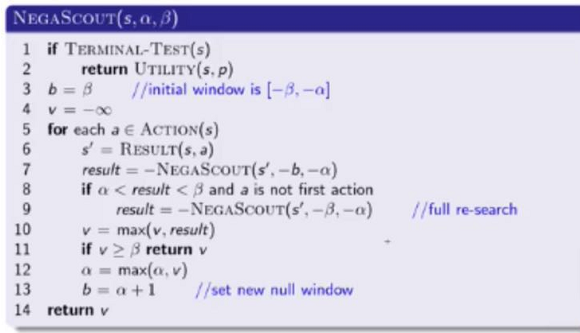 NEGASCOUT(s, α, β)
1 if TERMINAL-TEST(s)
2 return UTILITY(s, p)
3 b = β //initial window is [−β, −α]
4 v = −∞
5 for each a ∈ ACTION(s)
6 s′ = RESULT(s, a)
7 result = −NEGASCOUT(s′, −b, −α)
8 if α < result < β and a is not first action
9 result = −NEGASCOUT(s′, −β, −α) //full re-search
10 v = max(v, result)
11 if v ≥ β return v
12 α = max(α, v)
13 b = α + 1 //set new null window
14 return v